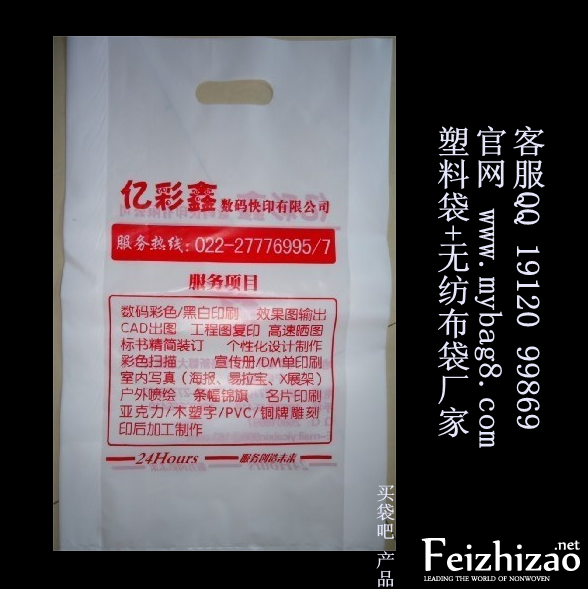 亿彩鑫 数码快印有限公司
服务热线: 022-27776995/7
服务项目
数码彩色/黑白印刷 效果图输出
CAD出图 工程图复印 高速晒图
标书精简装订 个性化设计制作
彩色扫描 宣传册/DM单印刷
室内写真 (海报、易拉宝、X展架)
户外喷绘 条幅锦旗 名片印刷
亚克力/木塑字/PVC/铜牌雕刻
印后加工制作
24Hours 服务创造未来
客服QQ 19120 99869
官网 www.mybag8.com
塑料袋+无纺布袋厂家
买袋吧 产品
Feizhizao.net
LEADING THE WORLD OF NONWOVEN